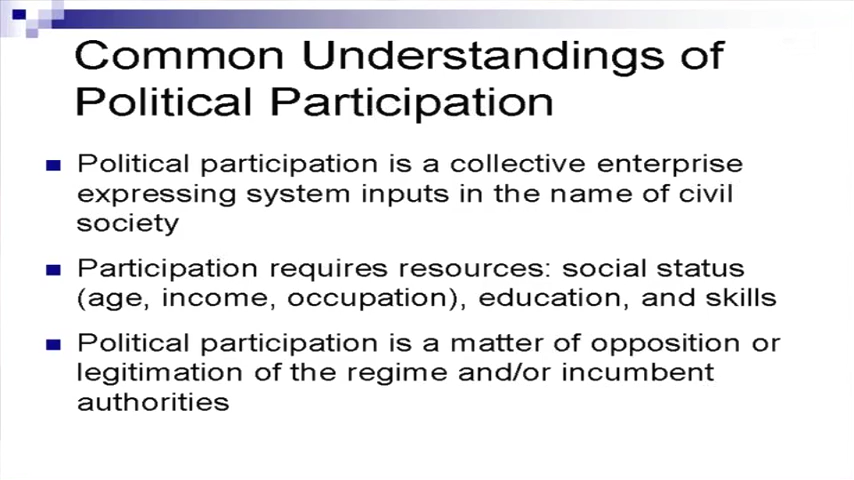 Common Understandings of
Political Participation
Political participation is a collective enterprise
expressing system inputs in the name of civil
society
Participation requires resources: social status
(age, income, occupation), education, and skills
Political participation is a matter of opposition or
legitimation of the regime and/or incumbent
authorities